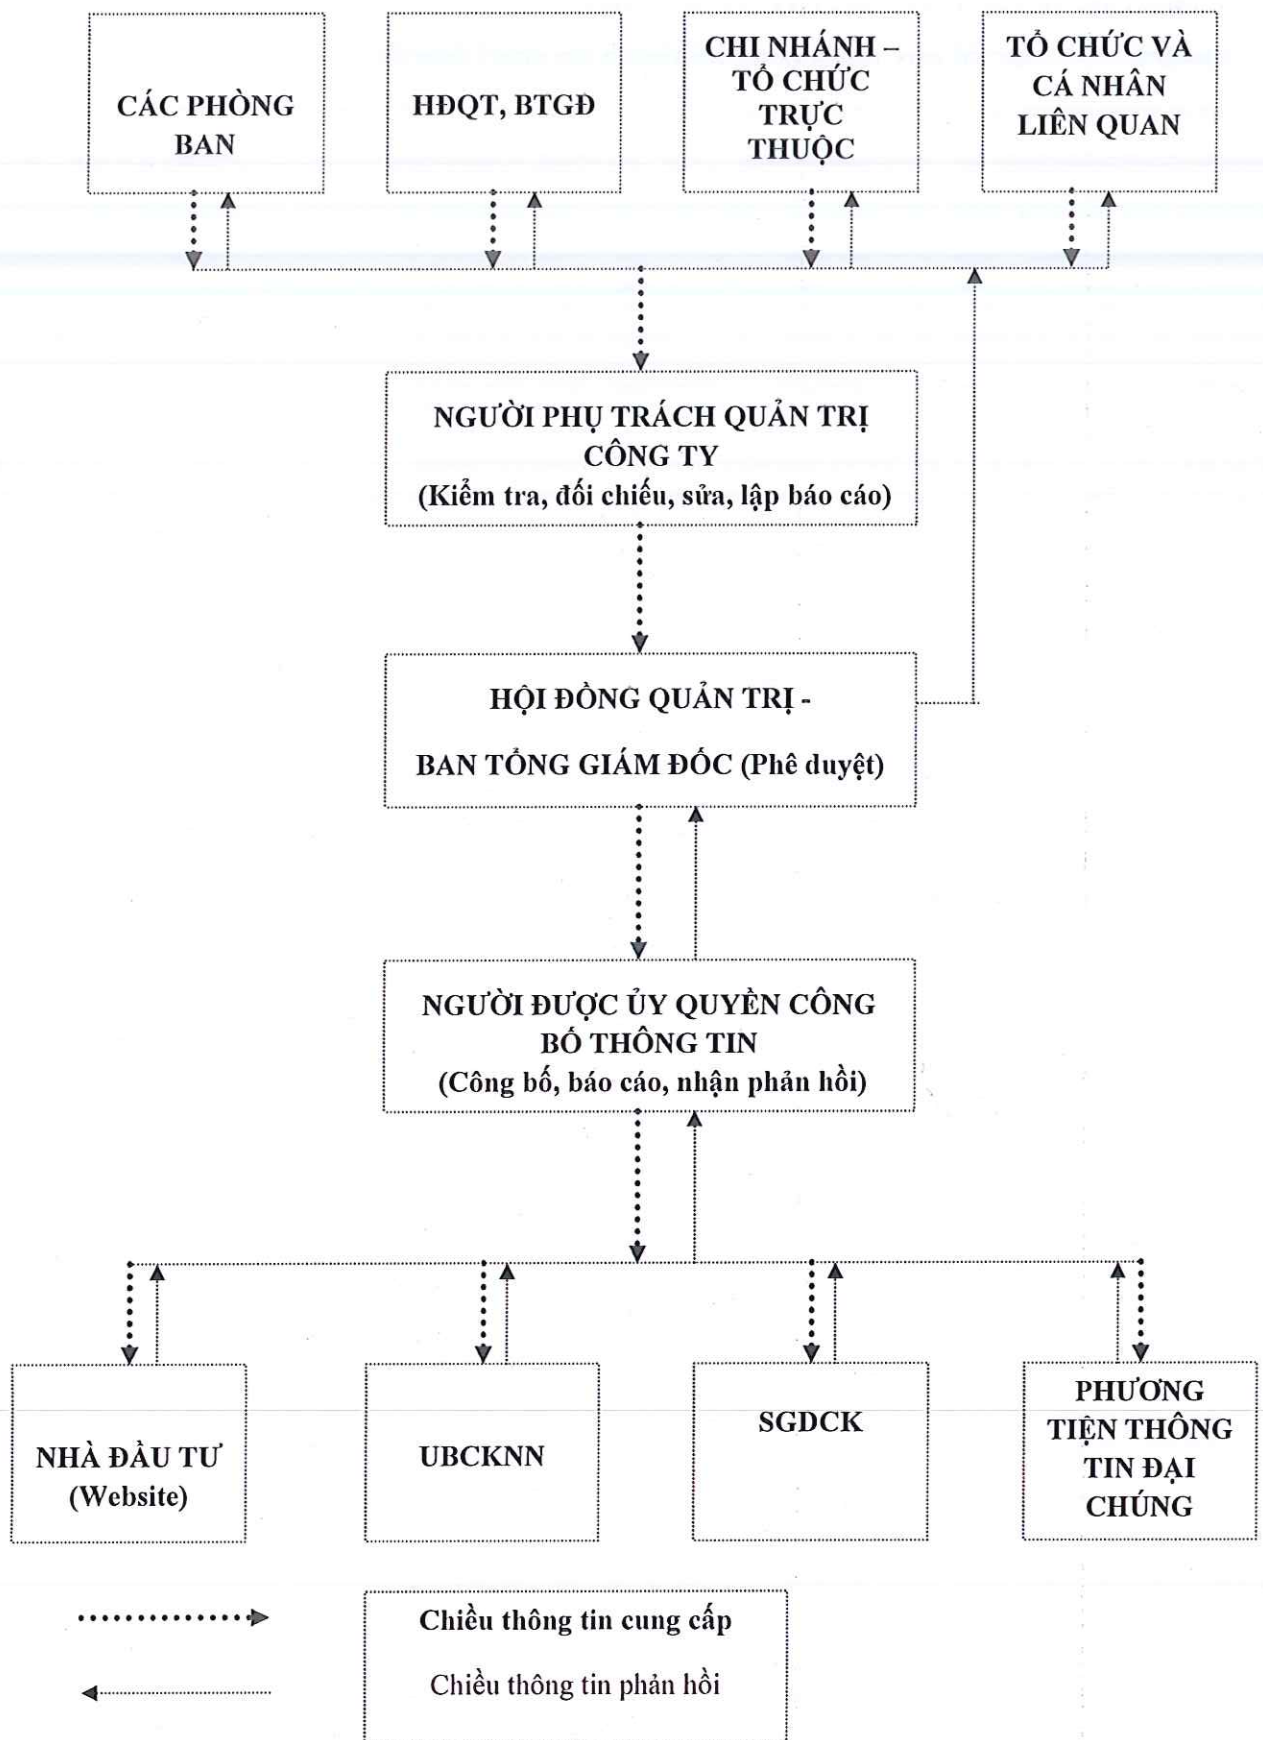 CÁC PHÒNG
BAN
HĐQT, BTGĐ
CHI NHÁNH –
TỔ CHỨC
TRỰC
THUỘC
TỔ CHỨC VÀ
CÁ NHÂN
LIÊN QUAN
NGƯỜI PHỤ TRÁCH QUẢN TRỊ
CÔNG TY
(Kiểm tra, đối chiếu, sửa, lập báo cáo)
HỘI ĐỒNG QUẢN TRỊ -
BAN TỔNG GIÁM ĐỐC (Phê duyệt)
NGƯỜI ĐƯỢC ỦY QUYỀN CÔNG
BỐ THÔNG TIN
(Công bố, báo cáo, nhận phản hồi)
NHÀ ĐẦU TƯ
(Website)
UBCKNN
SGDCK
PHƯƠNG
TIỆN THÔNG
TIN ĐẠI
CHÚNG
Chiều thông tin cung cấp
Chiều thông tin phản hồi